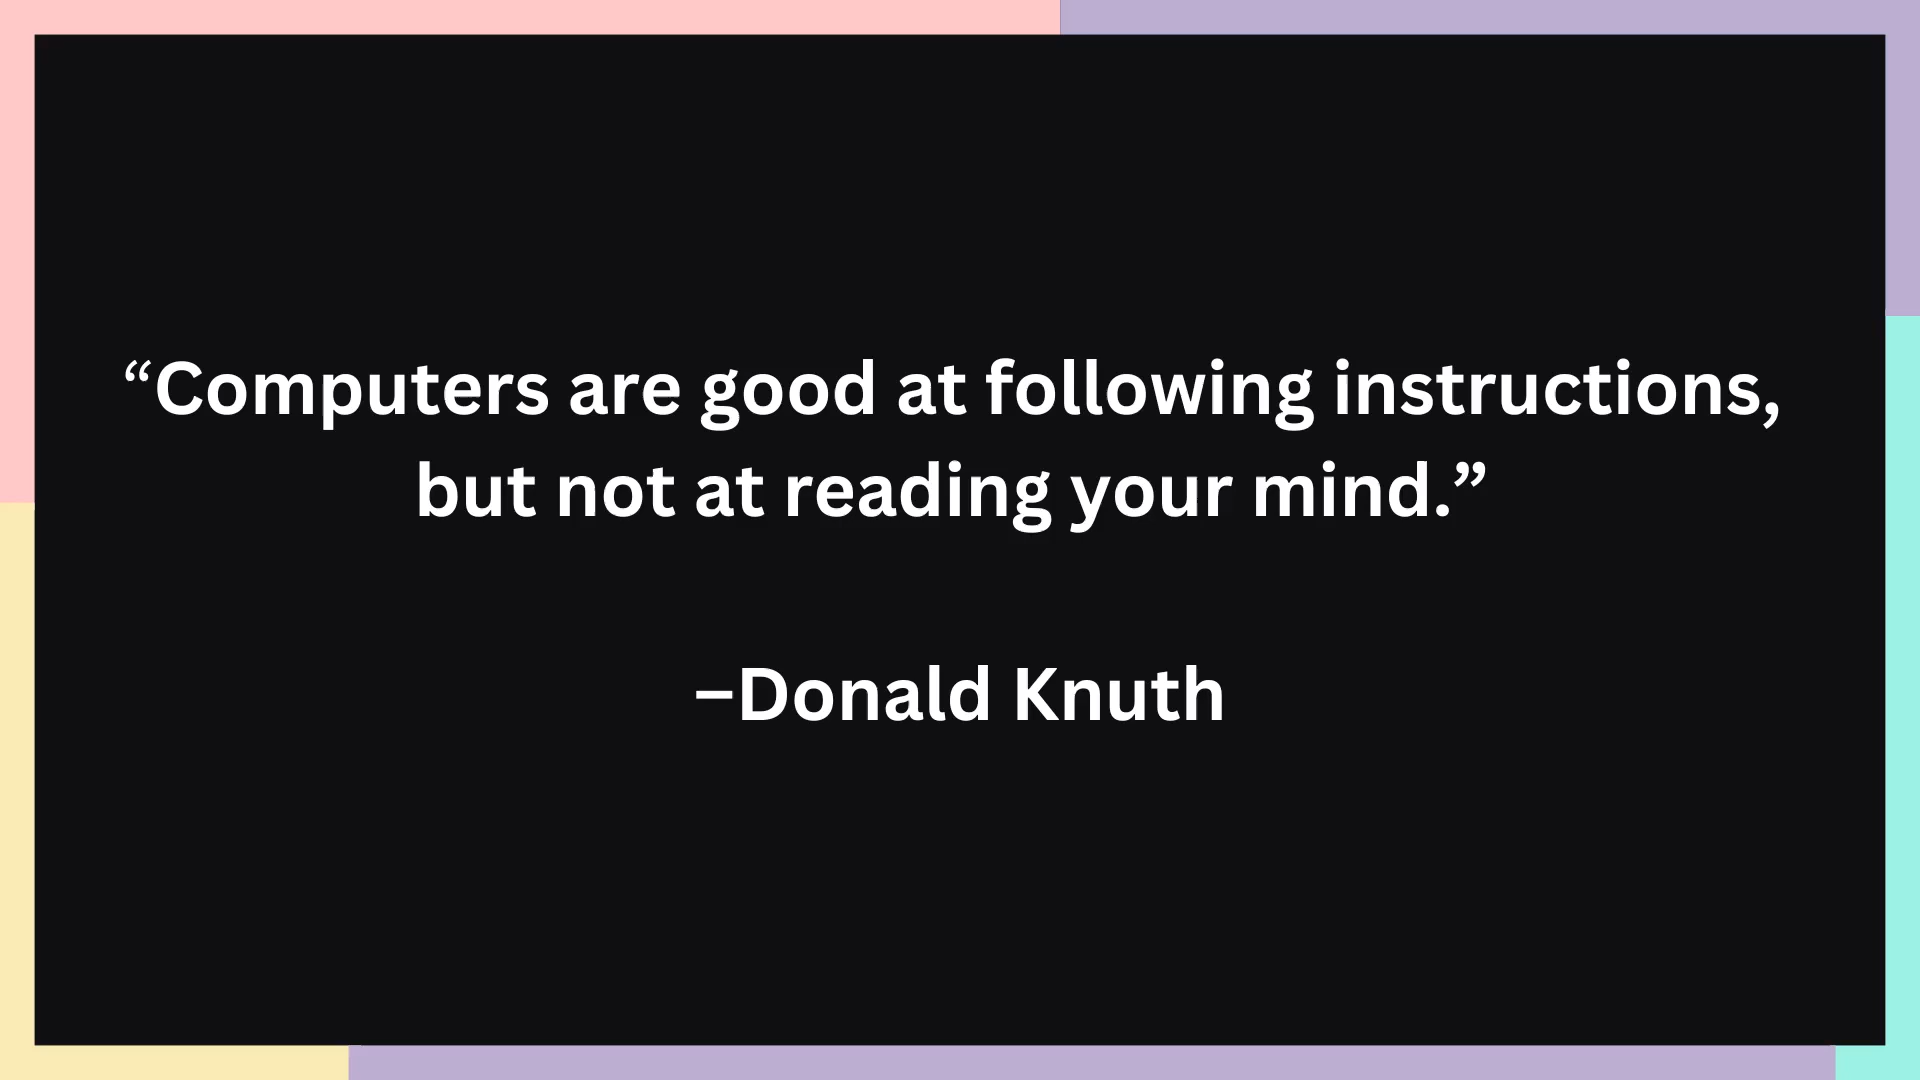 “Computers are good at following instructions,
but not at reading your mind.”
–Donald Knuth